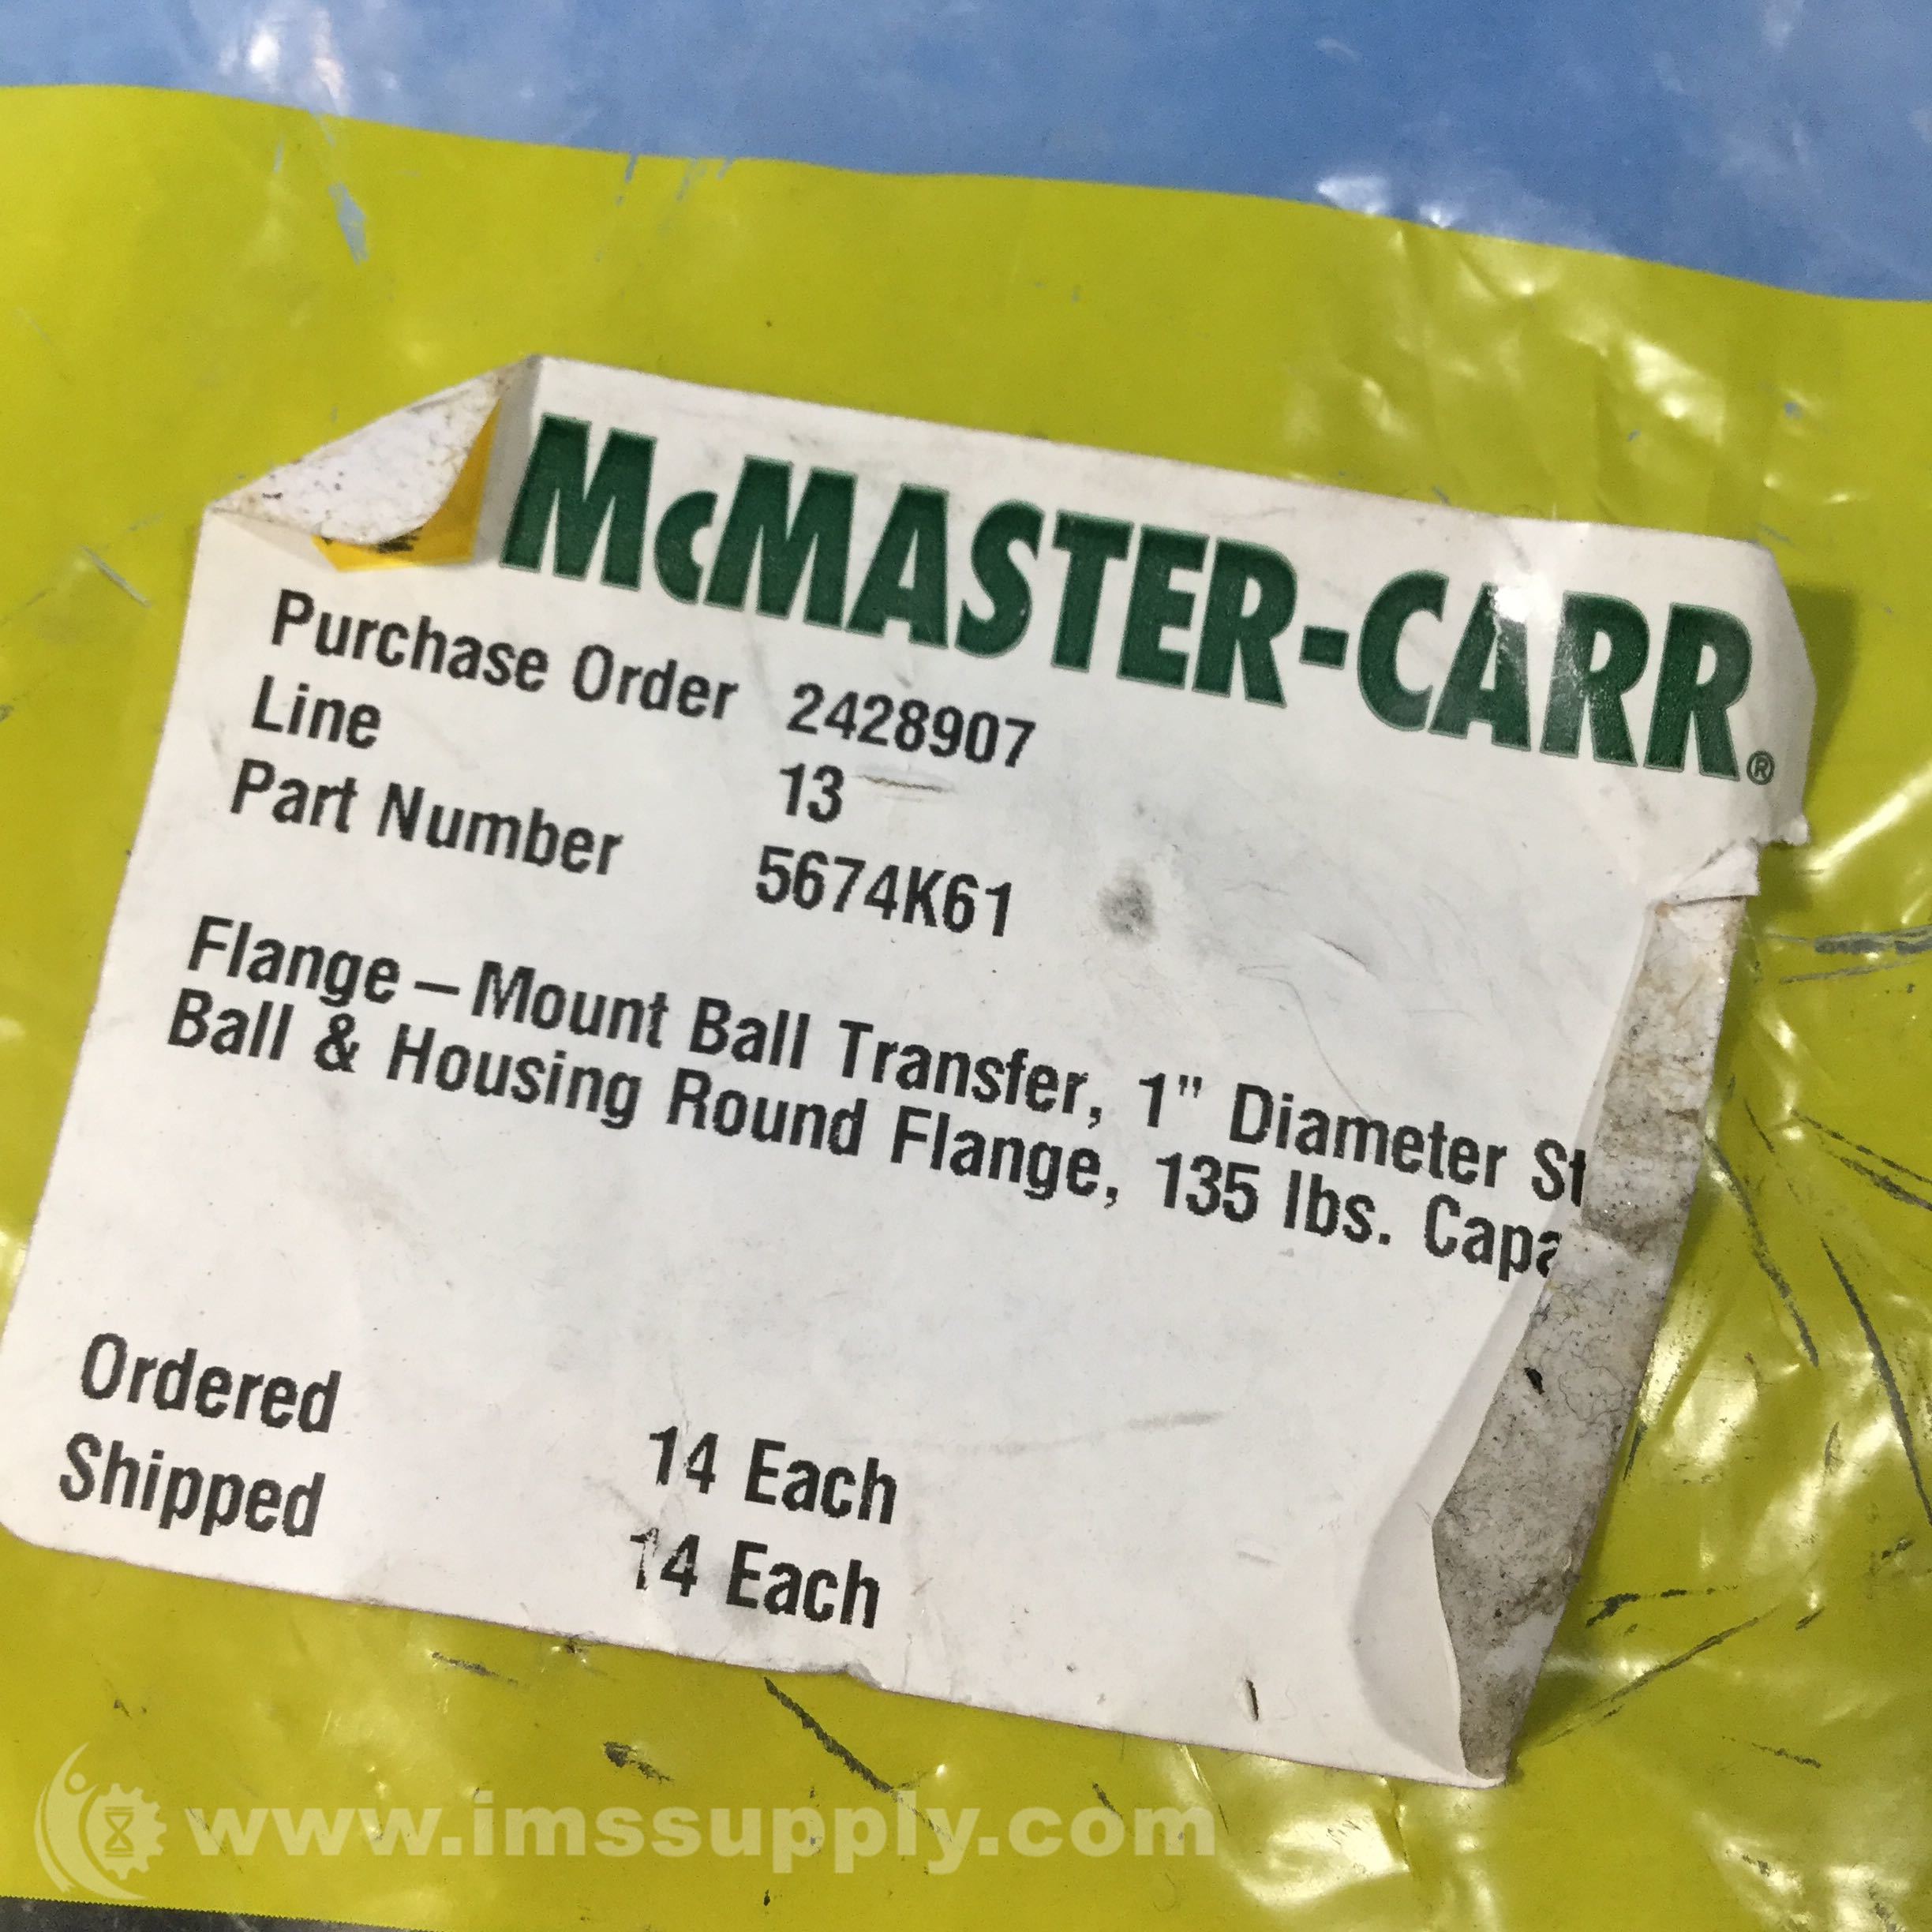 McMASTER-CARR®
Purchase Order 2428907
Line 13
Part Number 5674K61
Flange – Mount Ball Transfer, 1" Diameter St
Ball & Housing Round Flange, 135 lbs. Capa
Ordered 14 Each
Shipped 14 Each
www.imssupply.com